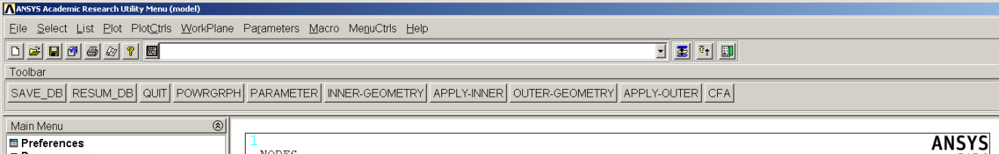 ANSYS Academic Research Utility Menu (model)
File Select List Plot PlotCtrls WorkPlane Parameters Macro MenuCtrls Help
Toolbar
SAVE_DB RESUM_DB QUIT POWRGRPH PARAMETER INNER-GEOMETRY APPLY-INNER OUTER-GEOMETRY APPLY-OUTER CFA
Main Menu
Preferences
1
NODES
ANSYS